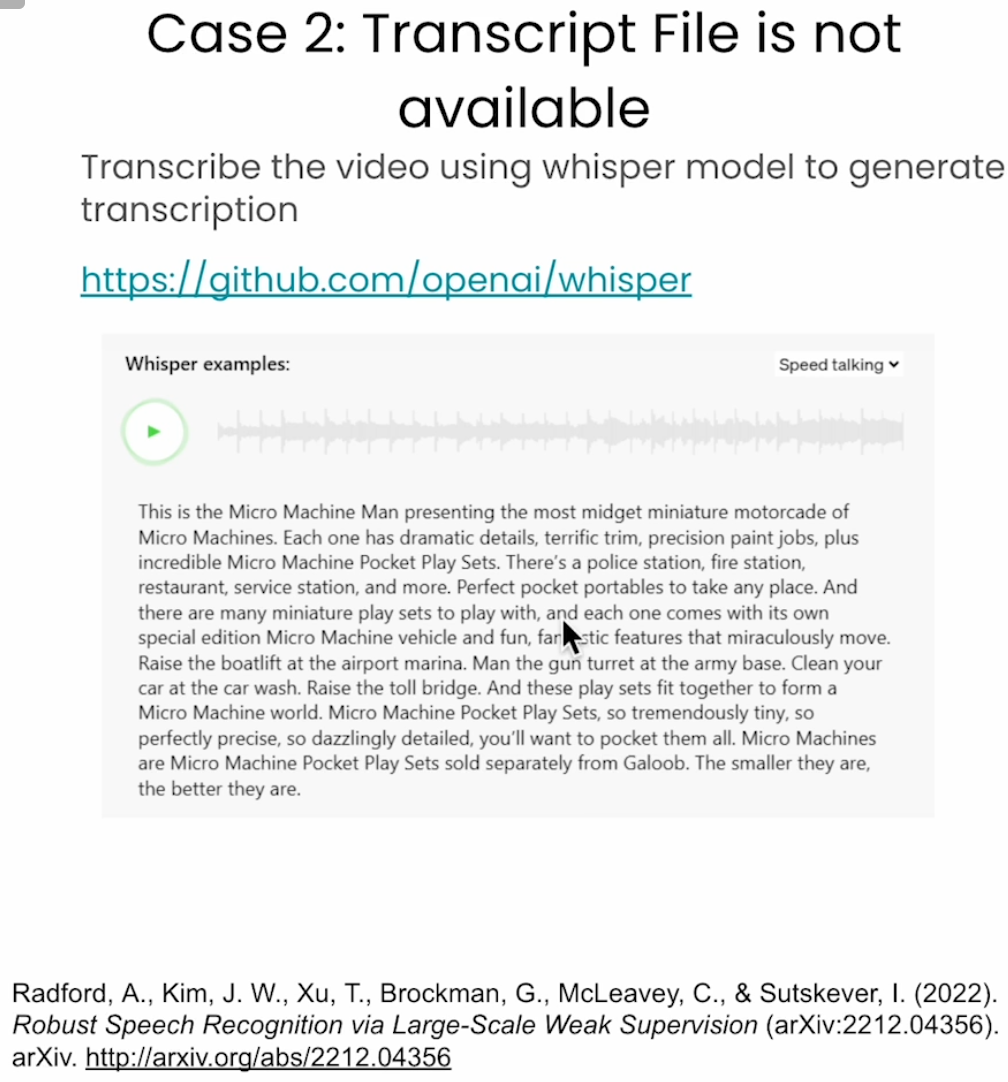 Case 2: Transcript File is not
available
Transcribe the video using whisper model to generate
transcription
https://github.com/openai/whisper
Whisper examples:
Speed talking
This is the Micro Machine Man presenting the most midget miniature motorcade of
Micro Machines. Each one has dramatic details, terrific trim, precision paint jobs, plus
incredible Micro Machine Pocket Play Sets. There's a police station, fire station,
restaurant, service station, and more. Perfect pocket portables to take any place. And
there are many miniature play sets to play with, and each one comes with its own
special edition Micro Machine vehicle and fun, fantastic features that miraculously move.
Raise the boatlift at the airport marina. Man the gun turret at the army base. Clean your
car at the car wash. Raise the toll bridge. And these play sets fit together to form a
Micro Machine world. Micro Machine Pocket Play Sets, so tremendously tiny, so
perfectly precise, so dazzlingly detailed, you'll want to pocket them all. Micro Machines
are Micro Machine Pocket Play Sets sold separately from Galoob. The smaller they are,
the better they are.
Radford, A., Kim, J. W., Xu, T., Brockman, G., McLeavey, C., & Sutskever, I. (2022).
Robust Speech Recognition via Large-Scale Weak Supervision (arXiv:2212.04356).
arXiv. http://arxiv.org/abs/2212.04356